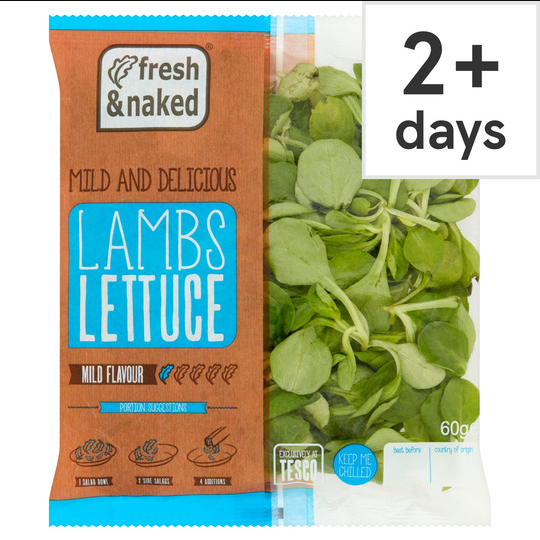 2+
days
fresh®
&naked
MILD AND DELICIOUS
LAMBS
LETTUCE
MILD FLAVOUR
PORTION SUGGESTIONS
1 SALAD BOWL
2 SIDE SALADS
4 ADDITIONS
EXCLUSIVELY AT
TESCO
KEEP ME
CHILLED
60g
best before
country of origin